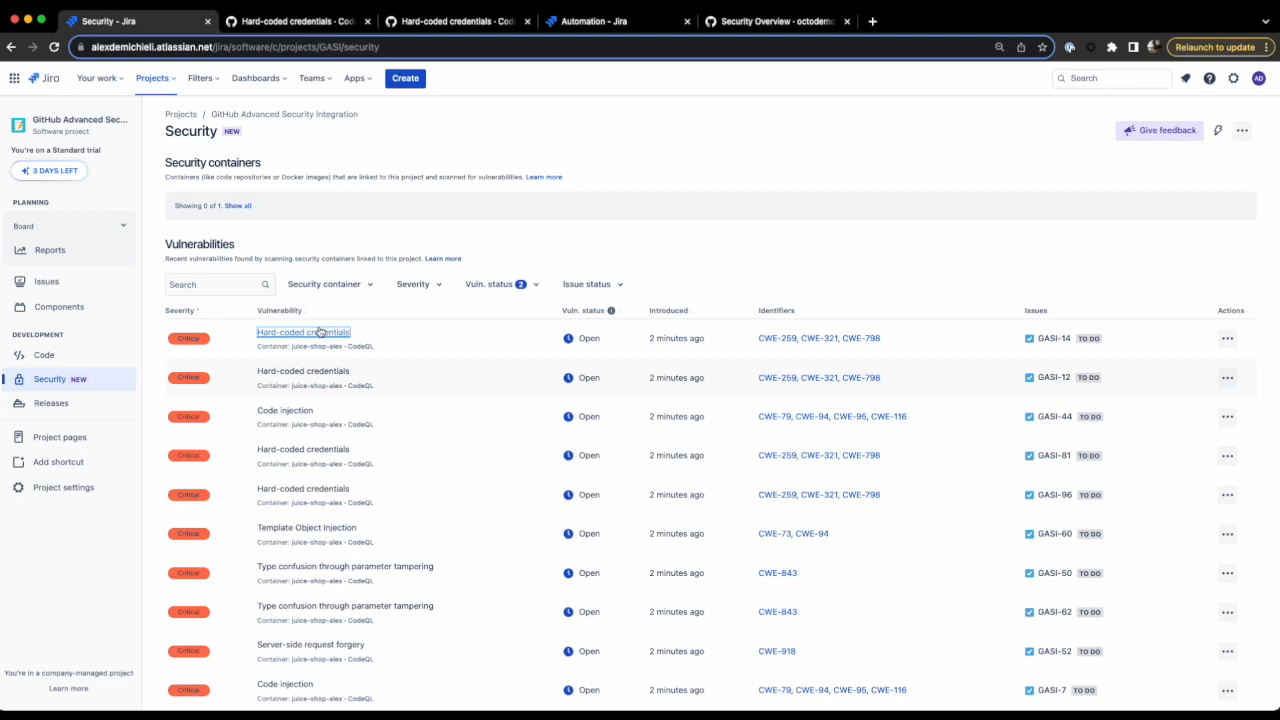 Security - Jira
Hard-coded credentials · Cod
Hard-coded credentials · Cod
Automation - Jira
Security Overview - octodemo
alexdemichieli.atlassian.net/jira/software/c/projects/GASI/security
Relaunch to update
Jira
Your work
Projects
Filters
Dashboards
Teams
Apps
Create
Search
AD
GitHub Advanced Sec...
Software project
You're on a Standard trial
3 DAYS LEFT
PLANNING
Board
Reports
Issues
Components
DEVELOPMENT
Code
Security NEW
Releases
Project pages
Add shortcut
Project settings
You're in a company-managed project
Learn more
Projects / GitHub Advanced Security Integration
Security NEW
Give feedback
Security containers
Containers (like code repositories or Docker images) that are linked to this project and scanned for vulnerabilities. Learn more
Showing 0 of 1. Show all
Vulnerabilities
Recent vulnerabilities found by scanning security containers linked to this project. Learn more
Search
Security container
Severity
Vuln. status 2
Issue status
Severity Vulnerability Vuln. status Introduced Identifiers Issues Actions
Critical Hard-coded credentials Open 2 minutes ago CWE-259, CWE-321, CWE-798 GASI-14 TO DO
Container: juice-shop-alex - CodeQL
Critical Hard-coded credentials Open 2 minutes ago CWE-259, CWE-321, CWE-798 GASI-12 TO DO
Container: juice-shop-alex - CodeQL
Critical Code injection Open 2 minutes ago CWE-79, CWE-94, CWE-95, CWE-116 GASI-44 TO DO
Container: juice-shop-alex - CodeQL
Critical Hard-coded credentials Open 2 minutes ago CWE-259, CWE-321, CWE-798 GASI-81 TO DO
Container: juice-shop-alex - CodeQL
Critical Hard-coded credentials Open 2 minutes ago CWE-259, CWE-321, CWE-798 GASI-96 TO DO
Container: juice-shop-alex - CodeQL
Critical Template Object Injection Open 2 minutes ago CWE-73, CWE-94 GASI-60 TO DO
Container: juice-shop-alex - CodeQL
Critical Type confusion through parameter tampering Open 2 minutes ago CWE-843 GASI-50 TO DO
Container: juice-shop-alex - CodeQL
Critical Type confusion through parameter tampering Open 2 minutes ago CWE-843 GASI-62 TO DO
Container: juice-shop-alex - CodeQL
Critical Server-side request forgery Open 2 minutes ago CWE-918 GASI-52 TO DO
Container: juice-shop-alex - CodeQL
Critical Code injection Open 2 minutes ago CWE-79, CWE-94, CWE-95, CWE-116 GASI-7 TO DO
Container: juice-shop-alex - CodeQL